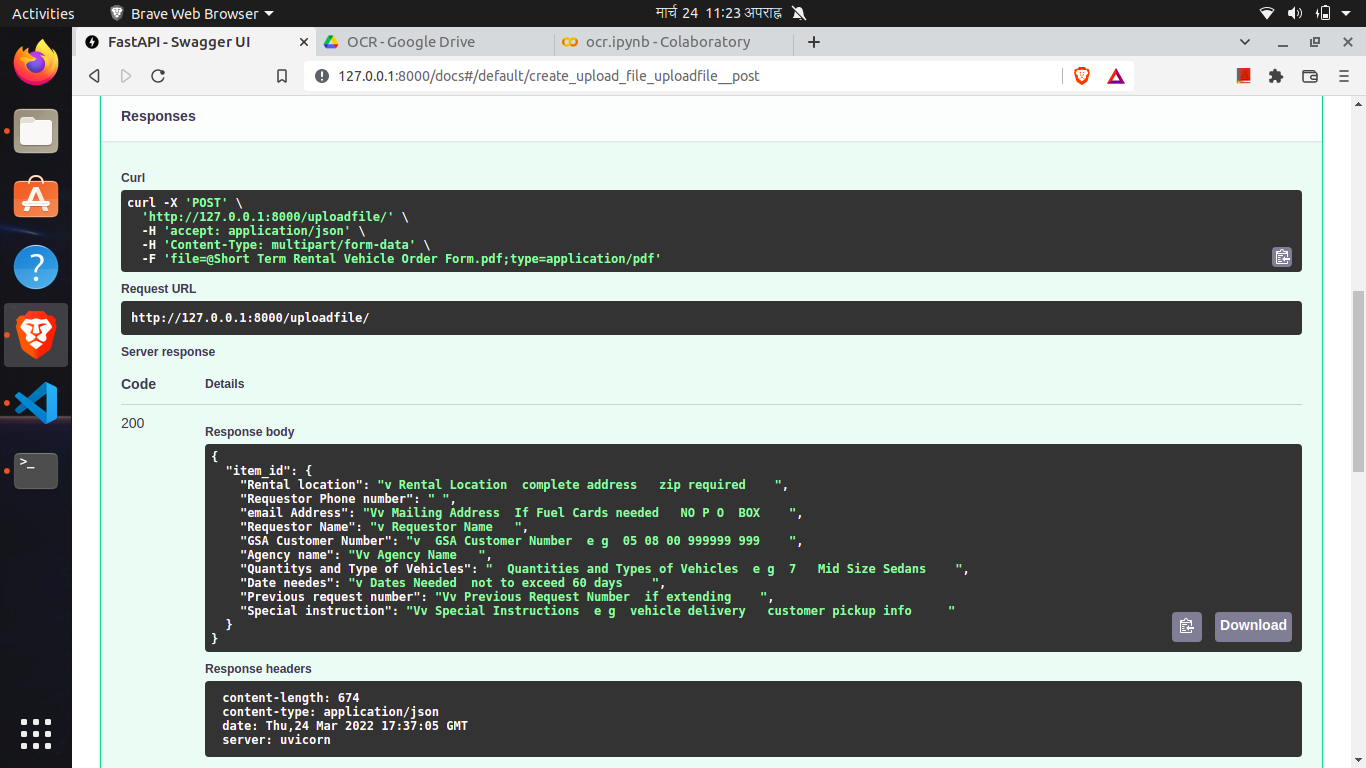 Activities
Brave Web Browser
मार्च 24 11:23 अपराह्न
FastAPI - Swagger UI
OCR - Google Drive
ocr.ipynb - Colaboratory
127.0.0.1:8000/docs#/default/create_upload_file_uploadfile__post
Responses
Curl
curl -X 'POST' \
  'http://127.0.0.1:8000/uploadfile/' \
  -H 'accept: application/json' \
  -H 'Content-Type: multipart/form-data' \
  -F 'file=@Short Term Rental Vehicle Order Form.pdf;type=application/pdf'
Request URL
http://127.0.0.1:8000/uploadfile/
Server response
Code Details
200
Response body
{
  "item_id": {
    "Rental location": "v Rental Location  complete address   zip required    ",
    "Requestor Phone number": " ",
    "email Address": "Vv Mailing Address  If Fuel Cards needed   NO P O  BOX    ",
    "Requestor Name": "v Requestor Name   ",
    "GSA Customer Number": "v  GSA Customer Number  e g  05 08 00 999999 999    ",
    "Agency name": "Vv Agency Name   ",
    "Quantitys and Type of Vehicles": "  Quantities and Types of Vehicles  e g  7   Mid Size Sedans    ",
    "Date needes": "v Dates Needed  not to exceed 60 days    ",
    "Previous request number": "Vv Previous Request Number  if extending    ",
    "Special instruction": "Vv Special Instructions  e g  vehicle delivery   customer pickup info     "
  }
}
Download
Response headers
content-length: 674
content-type: application/json
date: Thu,24 Mar 2022 17:37:05 GMT
server: uvicorn